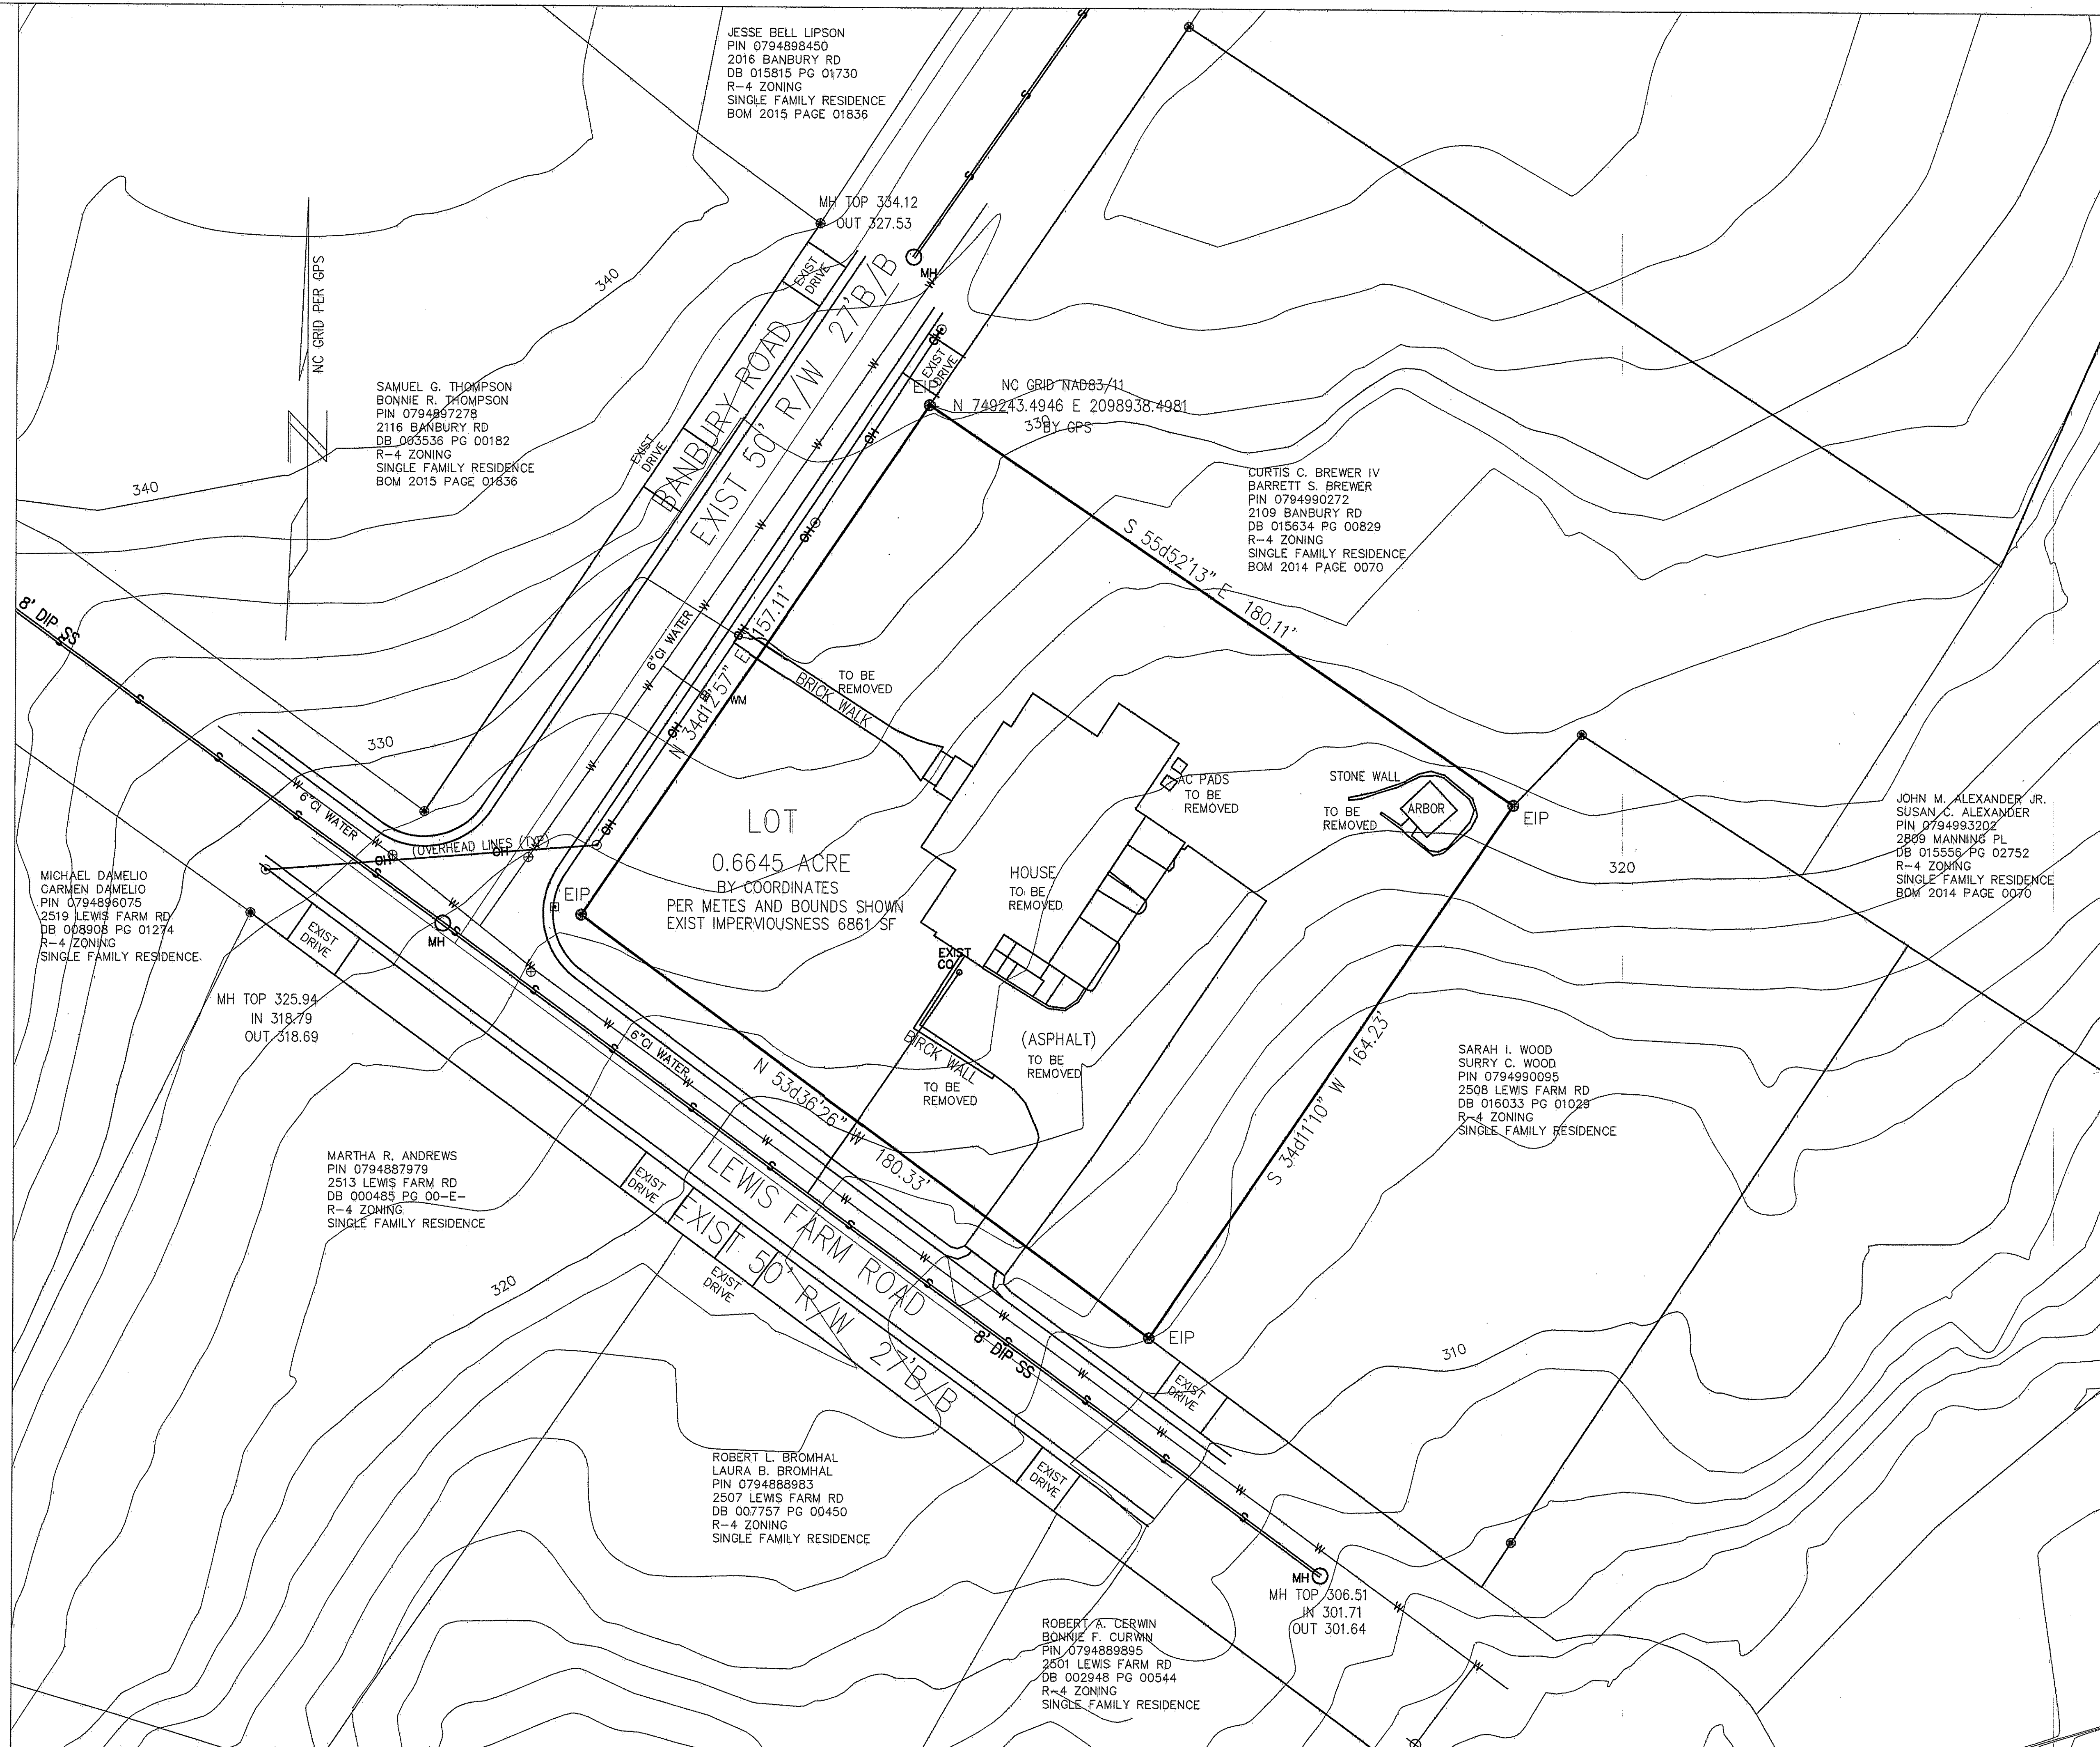 JESSE BELL LIPSON
PIN 0794898450
2016 BANBURY RD
DB 015815 PG 01730
R-4 ZONING
SINGLE FAMILY RESIDENCE
BOM 2015 PAGE 01836
MH TOP 334.12
OUT 327.53
MH
EXIST
DRIVE
NC GRID PER GPS
N
340
SAMUEL G. THOMPSON
BONNIE R. THOMPSON
PIN 0794897278
2116 BANBURY RD
DB 003536 PG 00182
R-4 ZONING
SINGLE FAMILY RESIDENCE
BOM 2015 PAGE 01836
340
BANBURY ROAD
EXIST 50' R/W 27'B/B
EXIST
DRIVE
EXIST
DRIVE
EIP
NC GRID NAD83/11
N 749243.4946 E 2098938.4981
BY GPS
330
CURTIS C. BREWER IV
BARRETT S. BREWER
PIN 0794990272
2109 BANBURY RD
DB 015634 PG 00829
R-4 ZONING
SINGLE FAMILY RESIDENCE
BOM 2014 PAGE 0070
S 55d52'13" E 180.11'
8' DIP SS
6"CI WATER
N 34d12'57" E 157.11'
WM
TO BE
REMOVED
BRICK WALK
330
6"CI WATER
(OVERHEAD LINES (TYP)
OH
EIP
LOT
0.6645 ACRE
BY COORDINATES
PER METES AND BOUNDS SHOWN
EXIST IMPERVIOUSNESS 6861 SF
AC PADS
TO BE
REMOVED
HOUSE
TO BE
REMOVED
STONE WALL
TO BE
REMOVED
ARBOR
EIP
320
JOHN M. ALEXANDER JR.
SUSAN C. ALEXANDER
PIN 0794993202
2809 MANNING PL
DB 015556 PG 02752
R-4 ZONING
SINGLE FAMILY RESIDENCE
BOM 2014 PAGE 0070
MICHAEL DAMELIO
CARMEN DAMELIO
PIN 0794896075
2519 LEWIS FARM RD
DB 008908 PG 01274
R-4 ZONING
SINGLE FAMILY RESIDENCE
EXIST
DRIVE
MH
MH TOP 325.94
IN 318.79
OUT 318.69
EXIST
CO
BIRCK WALL
TO BE
REMOVED
(ASPHALT)
TO BE
REMOVED
6"CI WATER
N 53d36'26" W 180.33'
S 34d11'10" W 164.23'
SARAH I. WOOD
SURRY C. WOOD
PIN 0794990095
2508 LEWIS FARM RD
DB 016033 PG 01029
R-4 ZONING
SINGLE FAMILY RESIDENCE
MARTHA R. ANDREWS
PIN 0794887979
2513 LEWIS FARM RD
DB 000485 PG 00-E-
R-4 ZONING
SINGLE FAMILY RESIDENCE
EXIST
DRIVE
LEWIS FARM ROAD
EXIST 50' R/W 27'B/B
EXIST
DRIVE
320
8' DIP SS
EIP
EXIST
DRIVE
310
ROBERT L. BROMHAL
LAURA B. BROMHAL
PIN 0794888983
2507 LEWIS FARM RD
DB 007757 PG 00450
R-4 ZONING
SINGLE FAMILY RESIDENCE
EXIST
DRIVE
MH
MH TOP 306.51
IN 301.71
OUT 301.64
ROBERT A. CERWIN
BONNIE F. CURWIN
PIN 0794889895
2501 LEWIS FARM RD
DB 002948 PG 00544
R-4 ZONING
SINGLE FAMILY RESIDENCE